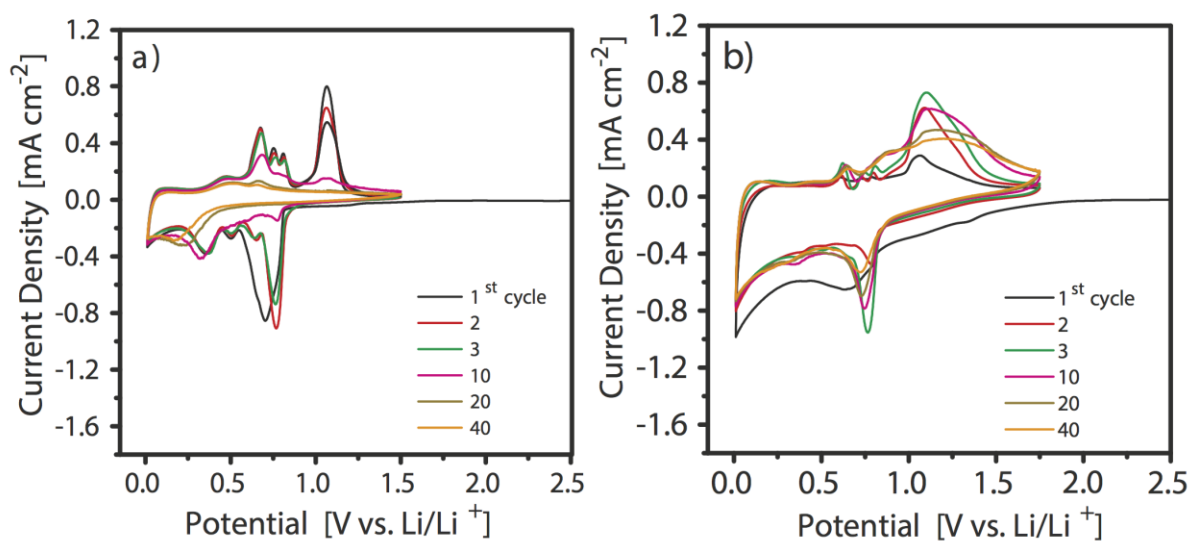 a)
Current Density [mA cm⁻²]
1.2
0.8
0.4
0.0
-0.4
-0.8
-1.2
-1.6
1 st cycle
2
3
10
20
40
0.0 0.5 1.0 1.5 2.0 2.5
Potential [V vs. Li/Li ⁺]
b)
Current Density [mA cm⁻²]
1.2
0.8
0.4
0.0
-0.4
-0.8
-1.2
-1.6
1 st cycle
2
3
10
20
40
0.0 0.5 1.0 1.5 2.0 2.5
Potential [V vs. Li/Li ⁺]